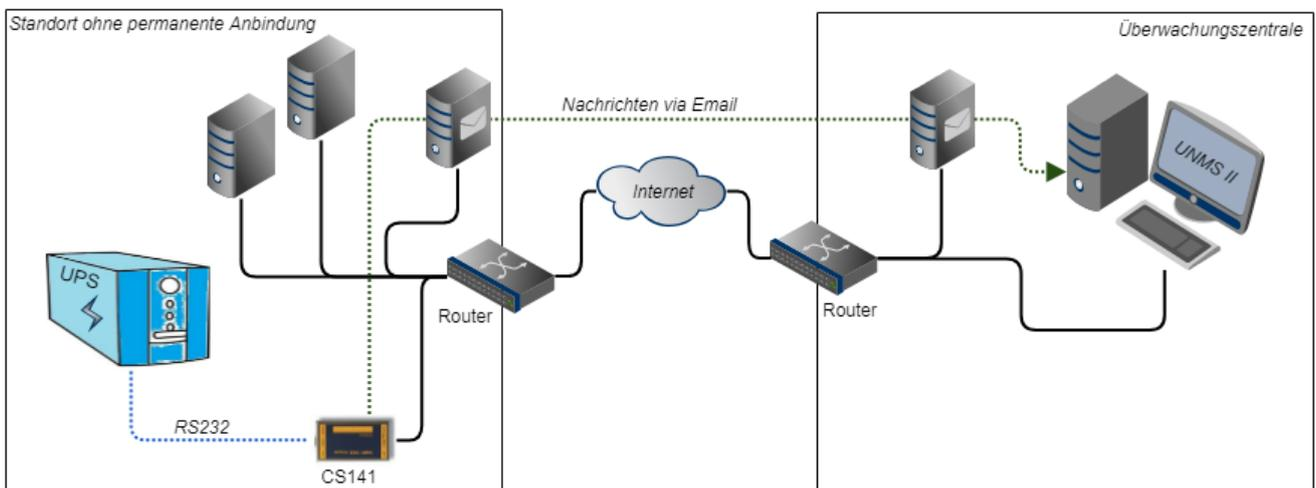 Standort ohne permanente Anbindung
Überwachungszentrale
Nachrichten via Email
UNMS II
Internet
UPS
Router
Router
RS232
CS141